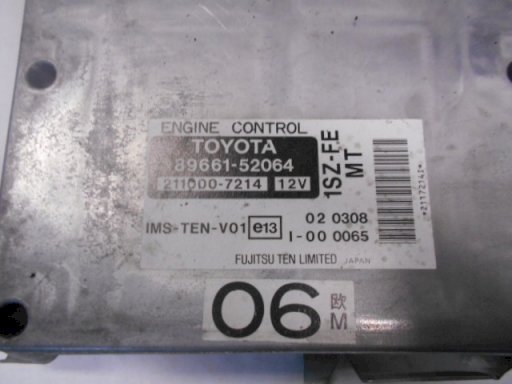 ENGINE CONTROL
TOYOTA
89661-52064
211000-7214 12V
1SZ-FE
MT
*2117214I*
IMS-TEN-V01 e13 02 0308
I-00 0065
FUJITSU TEN LIMITED JAPAN
06 欧
M